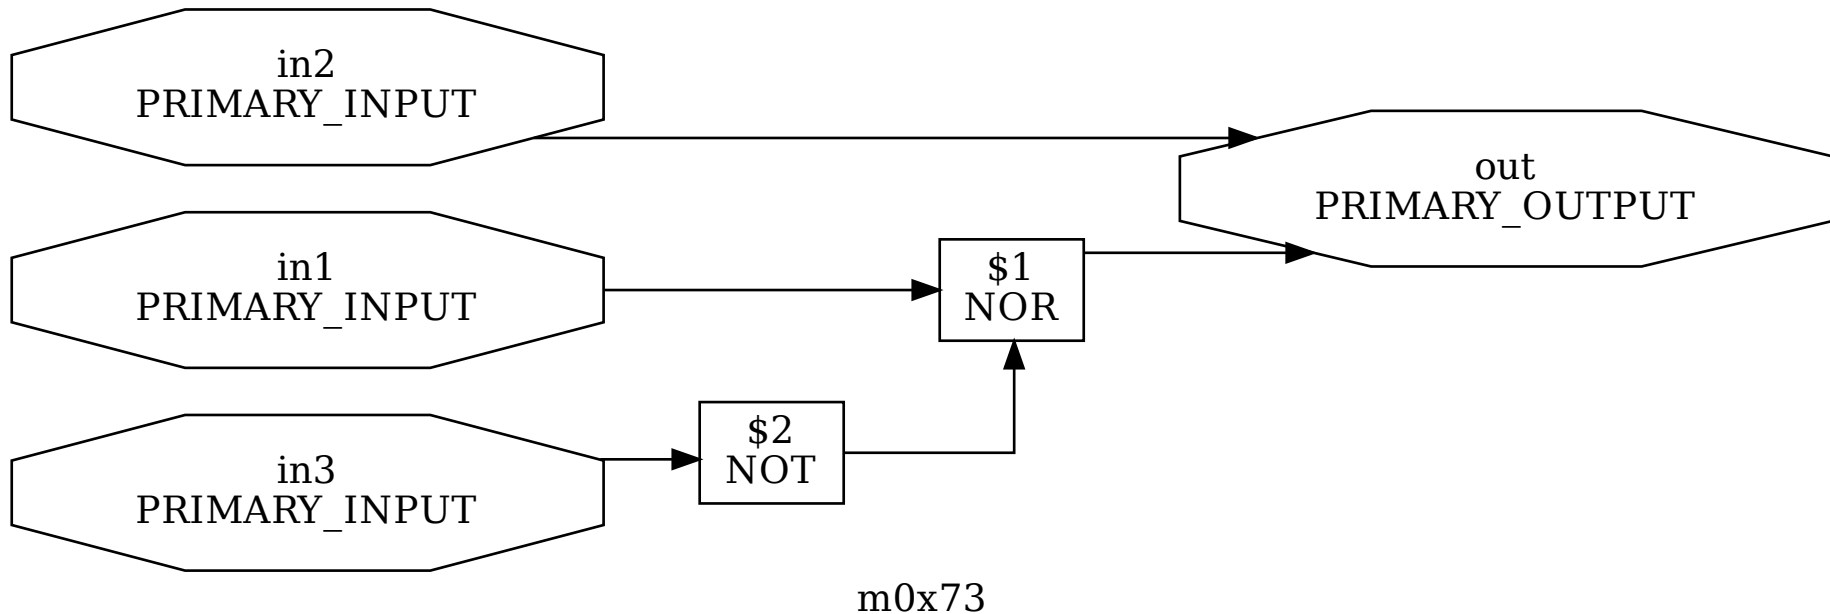 in2
PRIMARY_INPUT
out
PRIMARY_OUTPUT
in1
PRIMARY_INPUT
$1
NOR
$2
NOT
in3
PRIMARY_INPUT
m0x73